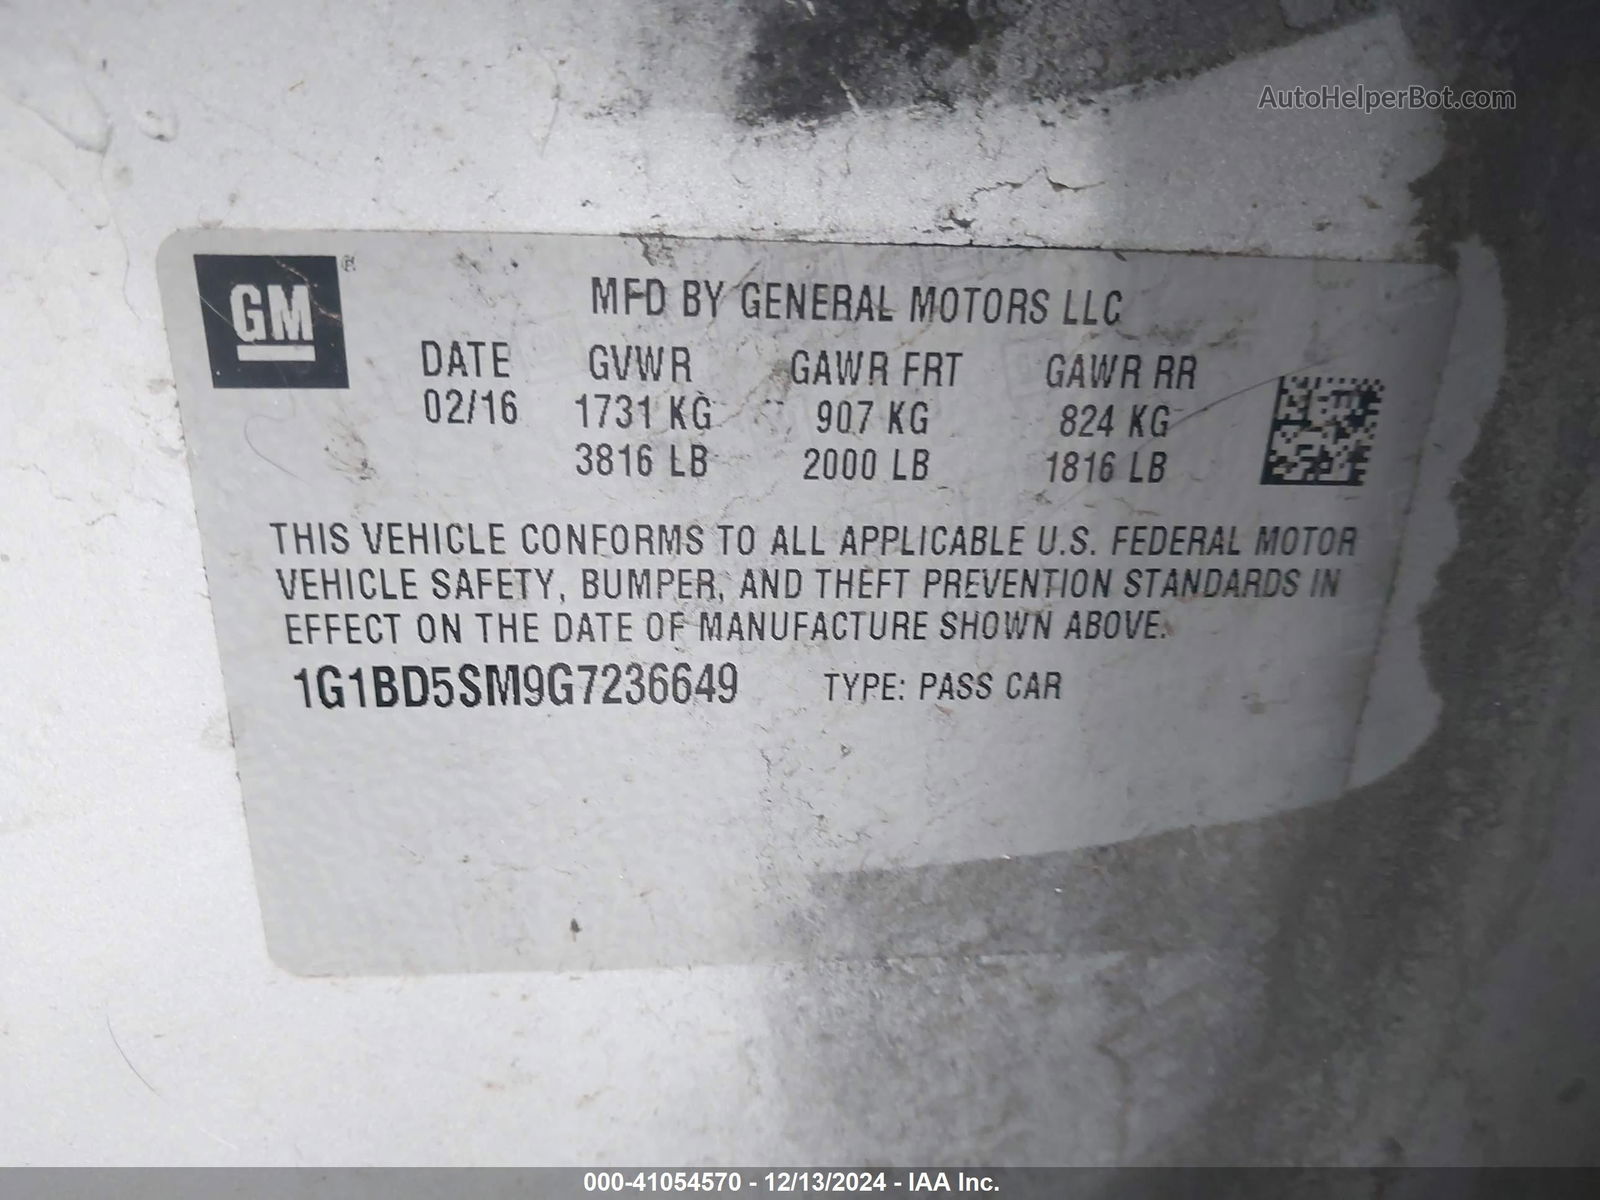 AutoHelperBot.com
GM ®
MFD BY GENERAL MOTORS LLC
DATE GVWR GAWR FRT GAWR RR
02/16 1731 KG 907 KG 824 KG
3816 LB 2000 LB 1816 LB
THIS VEHICLE CONFORMS TO ALL APPLICABLE U.S. FEDERAL MOTOR
VEHICLE SAFETY, BUMPER, AND THEFT PREVENTION STANDARDS IN
EFFECT ON THE DATE OF MANUFACTURE SHOWN ABOVE.
1G1BD5SM9G7236649 TYPE: PASS CAR
000-41054570 - 12/13/2024 - IAA Inc.